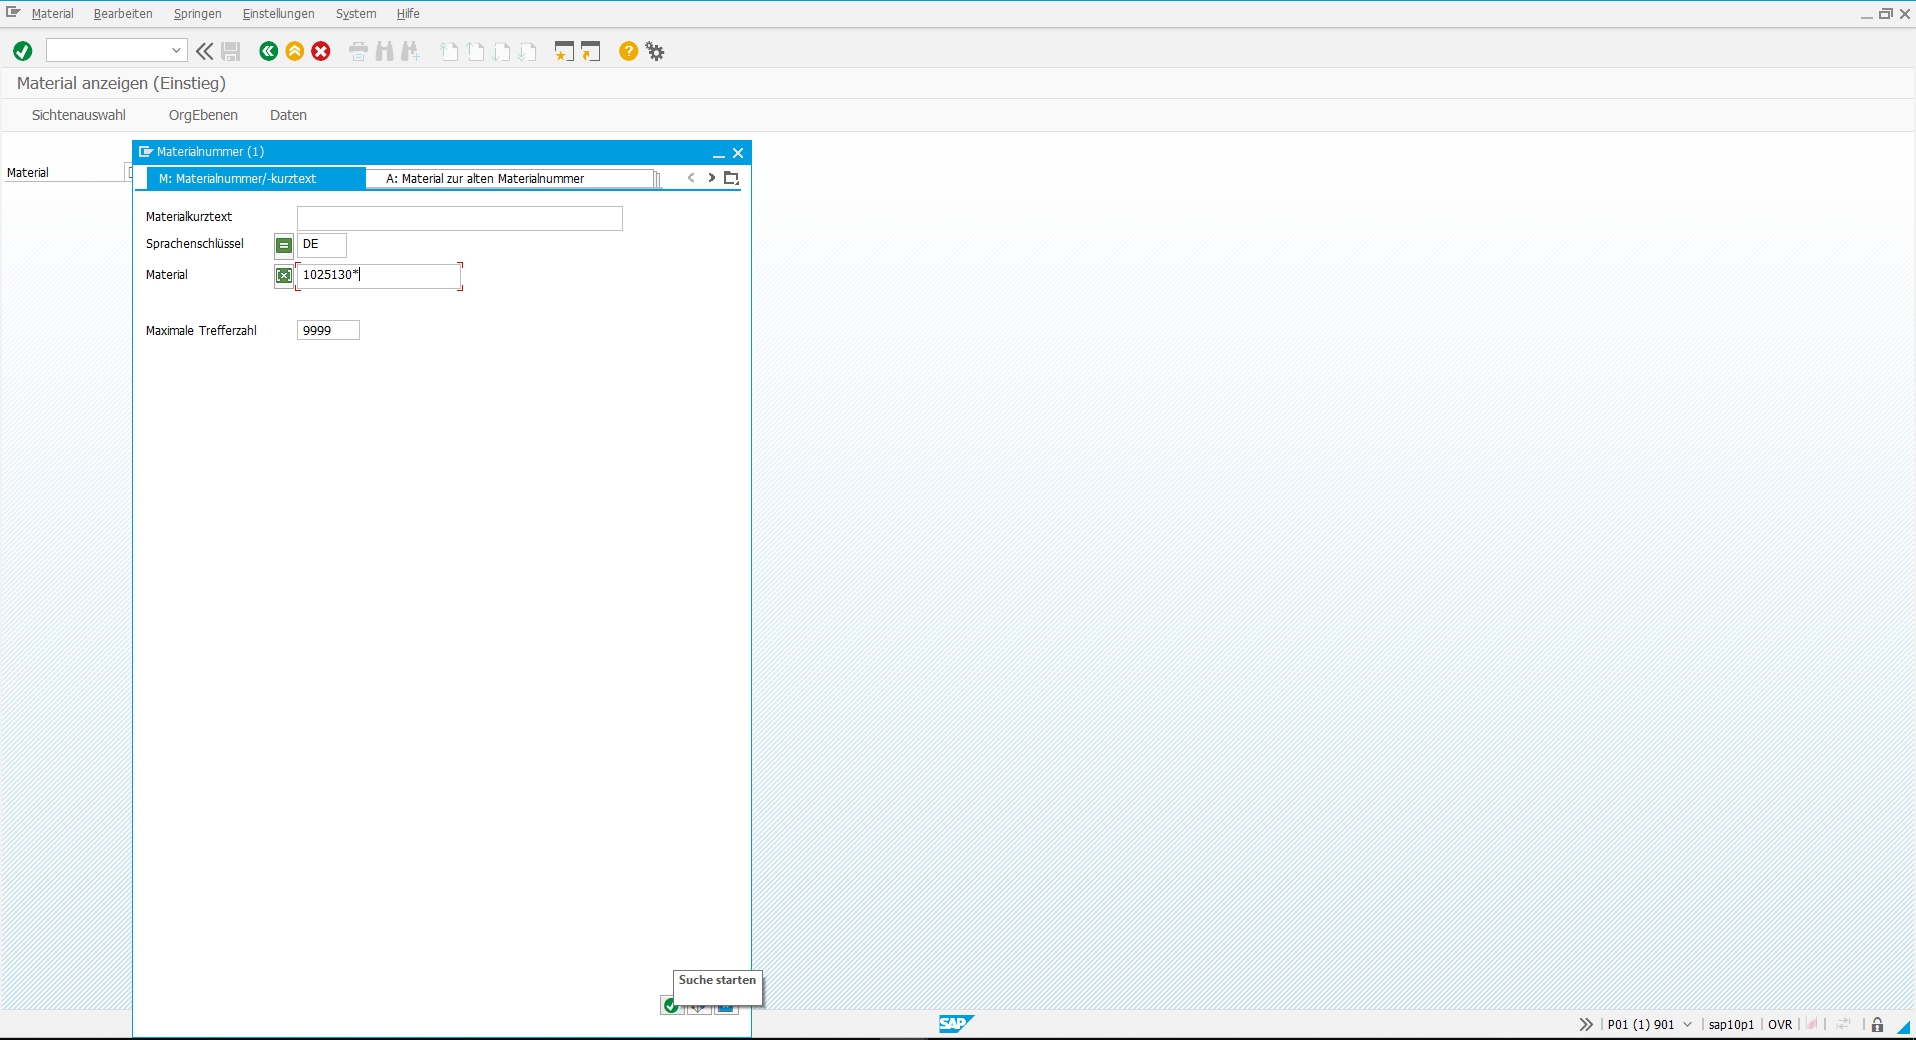 Material Bearbeiten Springen Einstellungen System Hilfe
Material anzeigen (Einstieg)
Sichtenauswahl OrgEbenen Daten
Material
Materialnummer (1)
M: Materialnummer/-kurztext A: Material zur alten Materialnummer
Materialkurztext
Sprachenschlüssel DE
Material 1025130*
Maximale Trefferzahl 9999
Suche starten
SAP P01 (1) 901 sap10p1 OVR